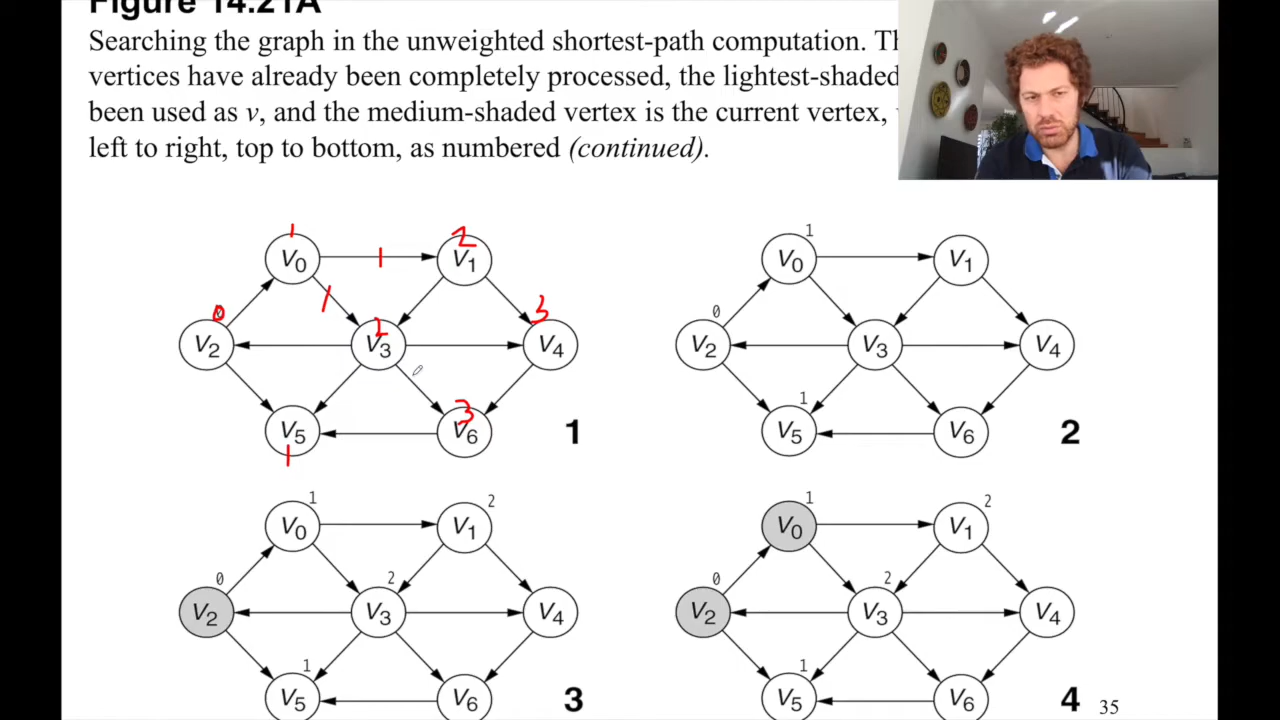 Figure 14.21A
Searching the graph in the unweighted shortest-path computation.
vertices have already been completely processed, the lightest-shaded
been used as v, and the medium-shaded vertex is the current vertex,
left to right, top to bottom, as numbered (continued).
1 2 1
V0 1 V1 V0 V1
0 1 2 3 0
V2 V3 V4 V2 V3 V4
3 1
V5 V6 1 V5 V6 2
1
1 2 1 2
V0 V1 V0 V1
0 2 0 2
V2 V3 V4 V2 V3 V4
1 1
V5 V6 3 V5 V6 4 35